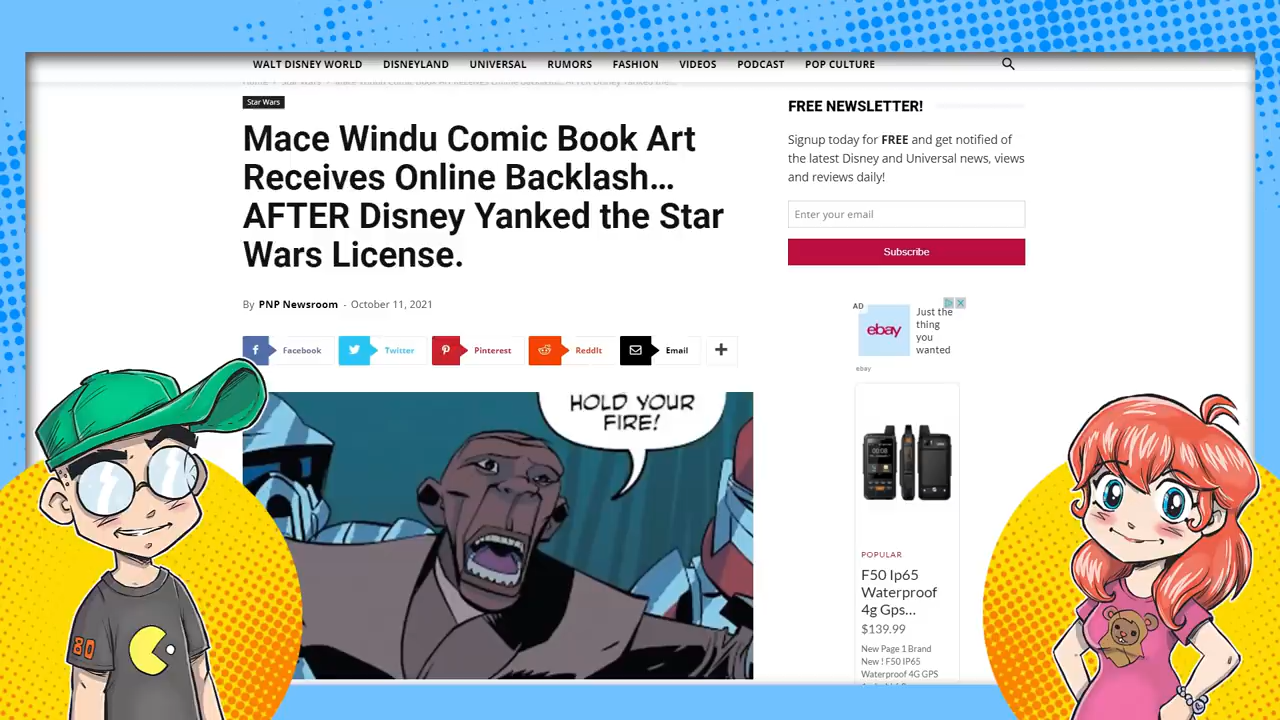 WALT DISNEY WORLD DISNEYLAND UNIVERSAL RUMORS FASHION VIDEOS PODCAST POP CULTURE
Star Wars
Mace Windu Comic Book Art
Receives Online Backlash…
AFTER Disney Yanked the Star
Wars License.
By PNP Newsroom - October 11, 2021
Facebook Twitter Pinterest ReddIt Email +
HOLD YOUR
FIRE!
80
FREE NEWSLETTER!
Signup today for FREE and get notified of
the latest Disney and Universal news, views
and reviews daily!
Enter your email
Subscribe
AD
ebay
Just the
thing
you
wanted
ebay
POPULAR
F50 Ip65
Waterproof
4g Gps...
$139.99
New Page 1 Brand
New ! F50 IP65
Waterproof 4G GPS